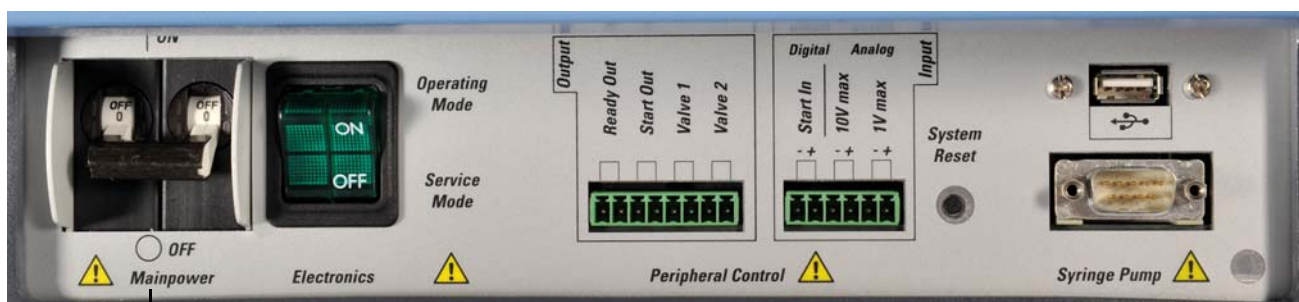 ON
OFF
0
OFF
0
OFF
Mainpower
ON
OFF
Electronics
Operating
Mode
Service
Mode
Output
Ready Out
Start Out
Valve 1
Valve 2
Digital Analog
Input
Start In
10V max
1V max
- + - + - +
Peripheral Control
System
Reset
Syringe Pump